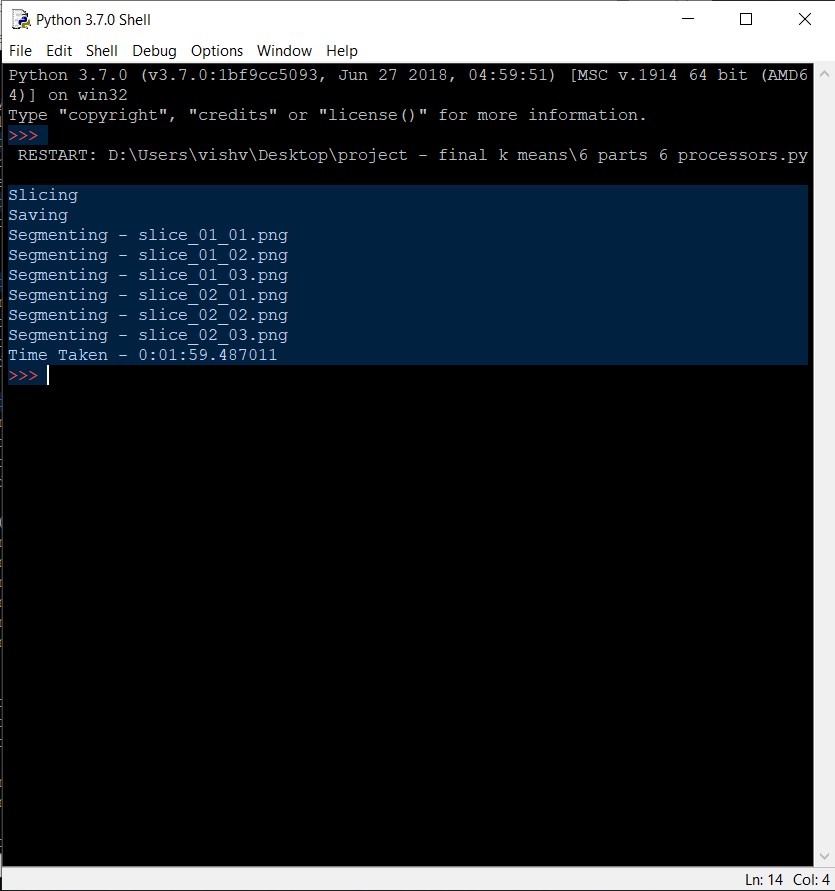 Python 3.7.0 Shell
File Edit Shell Debug Options Window Help
Python 3.7.0 (v3.7.0:1bf9cc5093, Jun 27 2018, 04:59:51) [MSC v.1914 64 bit (AMD6
4)] on win32
Type "copyright", "credits" or "license()" for more information.
>>>
RESTART: D:\Users\vishv\Desktop\project - final k means\6 parts 6 processors.py
Slicing
Saving
Segmenting - slice_01_01.png
Segmenting - slice_01_02.png
Segmenting - slice_01_03.png
Segmenting - slice_02_01.png
Segmenting - slice_02_02.png
Segmenting - slice_02_03.png
Time Taken - 0:01:59.487011
>>>
Ln: 14 Col: 4